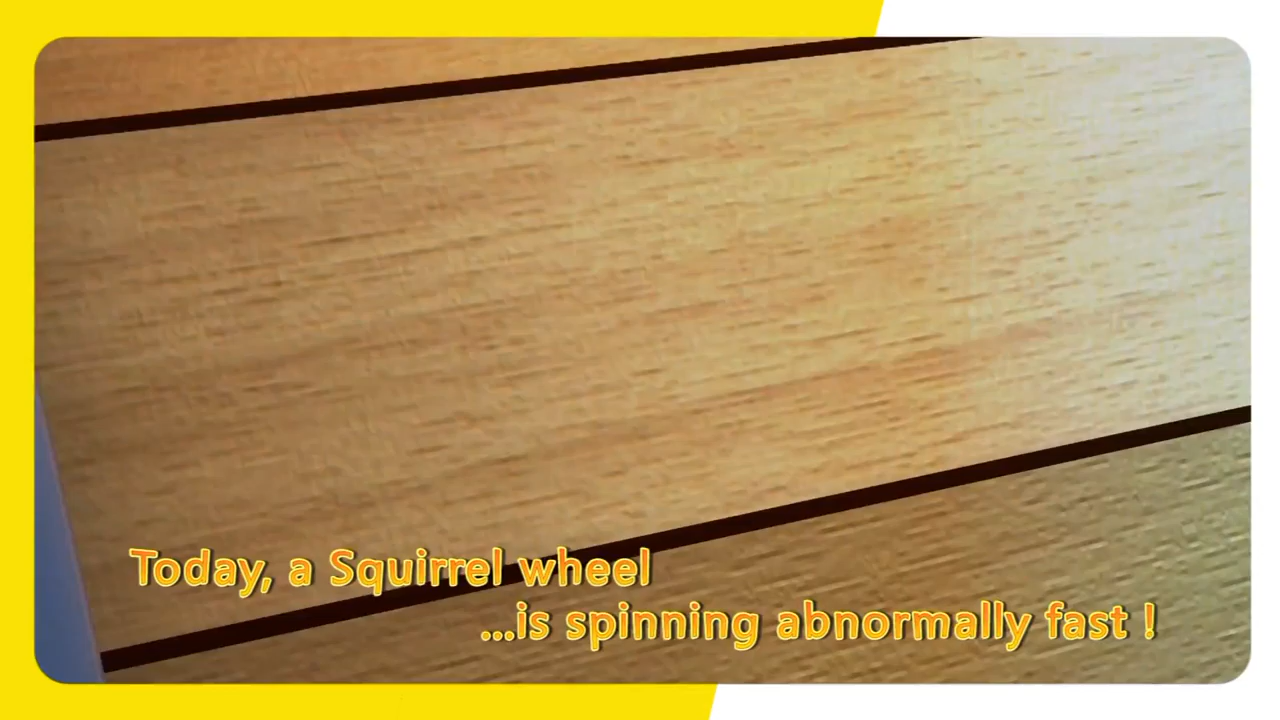 Today, a Squirrel wheel
...is spinning abnormally fast !